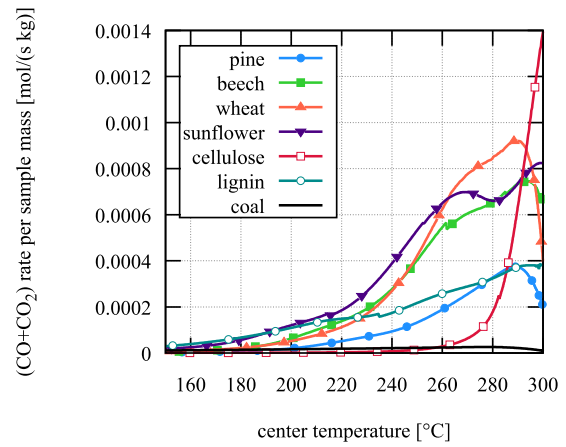 (CO+CO2) rate per sample mass [mol/(s kg)]
0.0014
0.0012
0.001
0.0008
0.0006
0.0004
0.0002
0
pine
beech
wheat
sunflower
cellulose
lignin
coal
160 180 200 220 240 260 280 300
center temperature [°C]